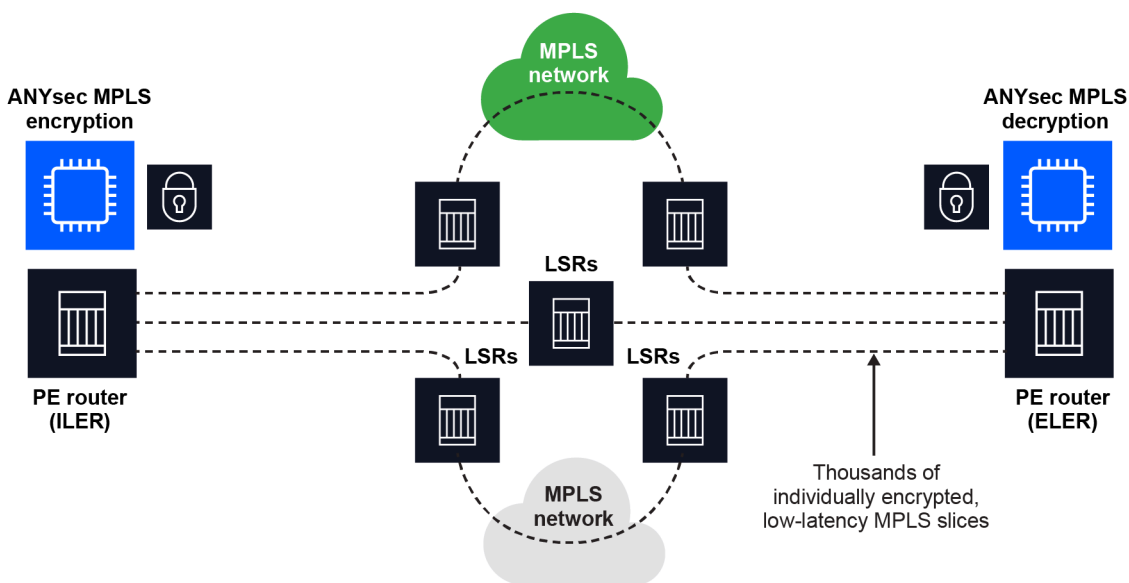 MPLS
network
ANYsec MPLS
encryption
ANYsec MPLS
decryption
LSRs
LSRs
LSRs
PE router
(ILER)
PE router
(ELER)
Thousands of
individually encrypted,
low-latency MPLS slices
MPLS
network